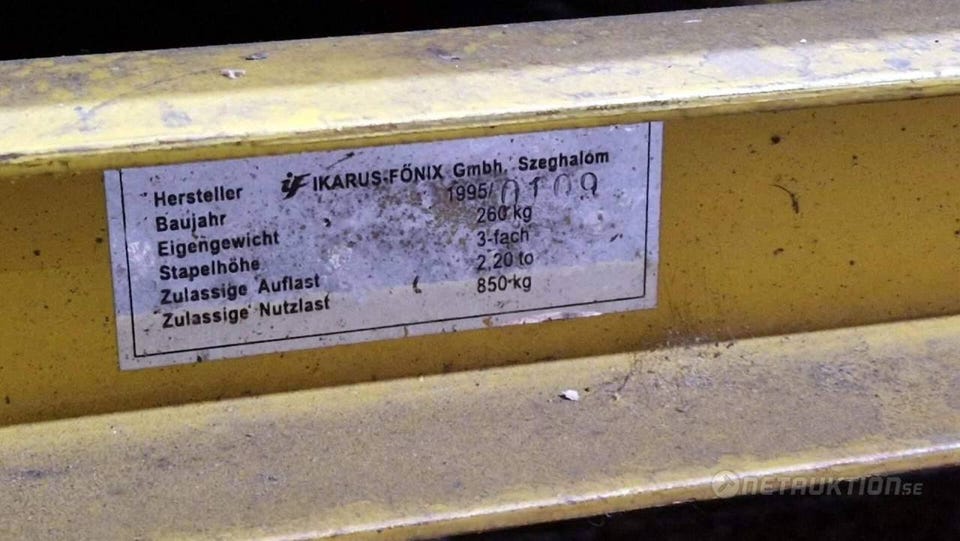 Hersteller IKARUS-FŐNIX Gmbh. Szeghalom
Baujahr 1995/0109
Eigengewicht 260 kg
Stapelhöhe 3-fach
Zulassige Auflast 2,20 to
Zulassige Nutzlast 850 kg
NETAUKTION.SE